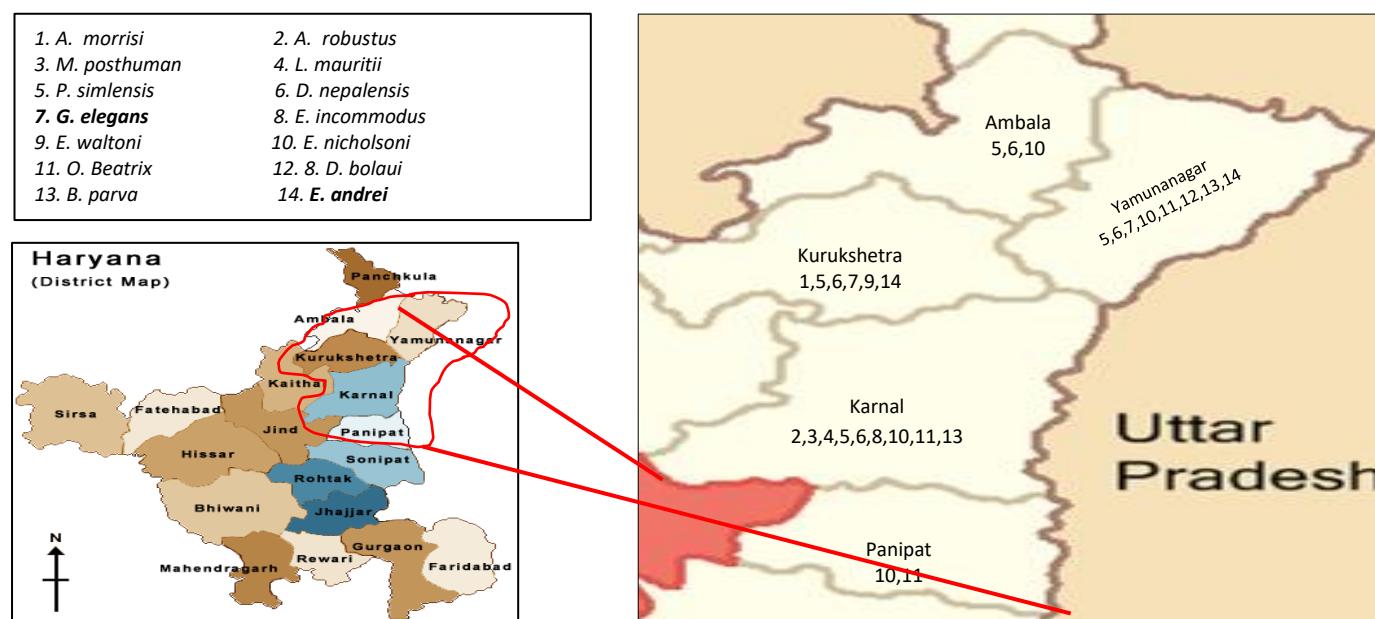 1. A. morrisi 2. A. robustus
3. M. posthuman 4. L. mauritii
5. P. simlensis 6. D. nepalensis
7. G. elegans 8. E. incommodus
9. E. waltoni 10. E. nicholsoni
11. O. Beatrix 12. 8. D. bolaui
13. B. parva 14. E. andrei
Haryana
(District Map)
Panchkula
Ambala
Yamunanagar
Kurukshetra
Kaitha
Karnal
Sirsa
Fatehabad
Jind
Panipat
Hissar
Sonipat
Rohtak
Bhiwani
Jhajjar
N
Gurgaon
Rewari
Mahendragarh
Faridabad
Ambala
5,6,10
Yamunanagar
5,6,7,10,11,12,13,14
Kurukshetra
1,5,6,7,9,14
Karnal
2,3,4,5,6,8,10,11,13
Uttar
Pradesh
Panipat
10,11